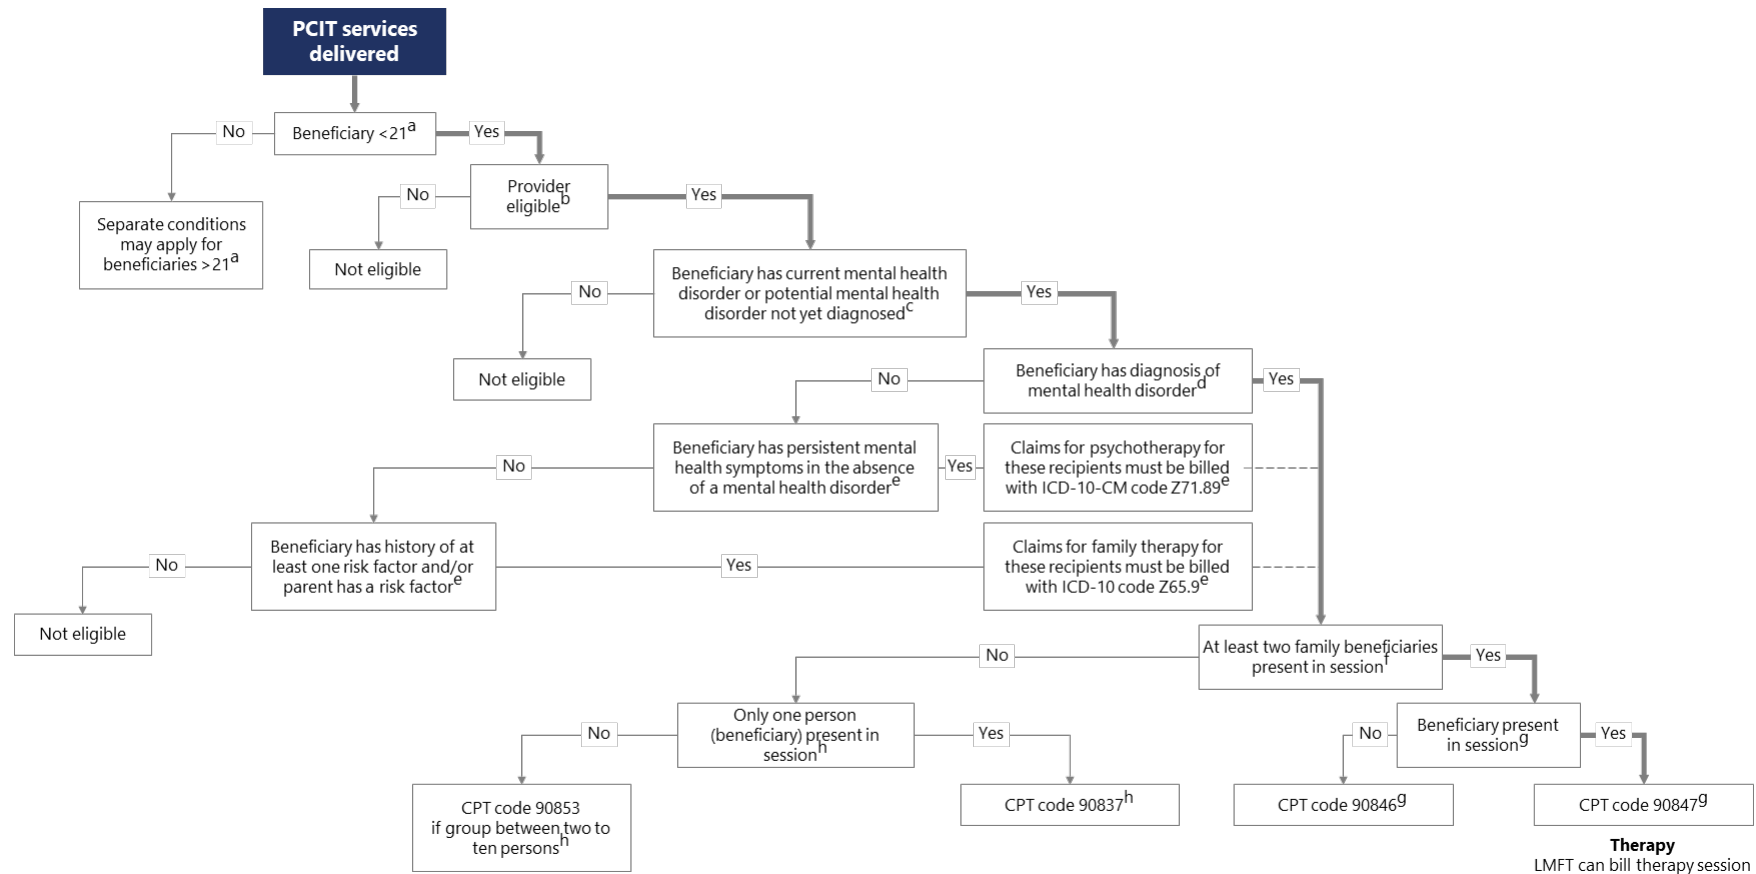 PCIT services
delivered
No
Beneficiary <21a
Yes
Provider
eligibleb
No
Yes
Separate conditions
may apply for
beneficiaries >21a
Not eligible
Beneficiary has current mental health
disorder or potential mental health
disorder not yet diagnosedc
No
Yes
Not eligible
Beneficiary has diagnosis of
mental health disorderd
No
Yes
Beneficiary has persistent mental
health symptoms in the absence
of a mental health disordere
No
Yes
Claims for psychotherapy for
these recipients must be billed
with ICD-10-CM code Z71.89e
Beneficiary has history of at
least one risk factor and/or
parent has a risk factore
No
Yes
Claims for family therapy for
these recipients must be billed
with ICD-10 code Z65.9e
Not eligible
At least two family beneficiaries
present in sessionf
No
Yes
Only one person
(beneficiary) present in
sessionh
No
Yes
Beneficiary present
in sessiong
No
Yes
CPT code 90853
if group between two to
ten personsh
CPT code 90837h
CPT code 90846g
CPT code 90847g
Therapy
LMFT can bill therapy session